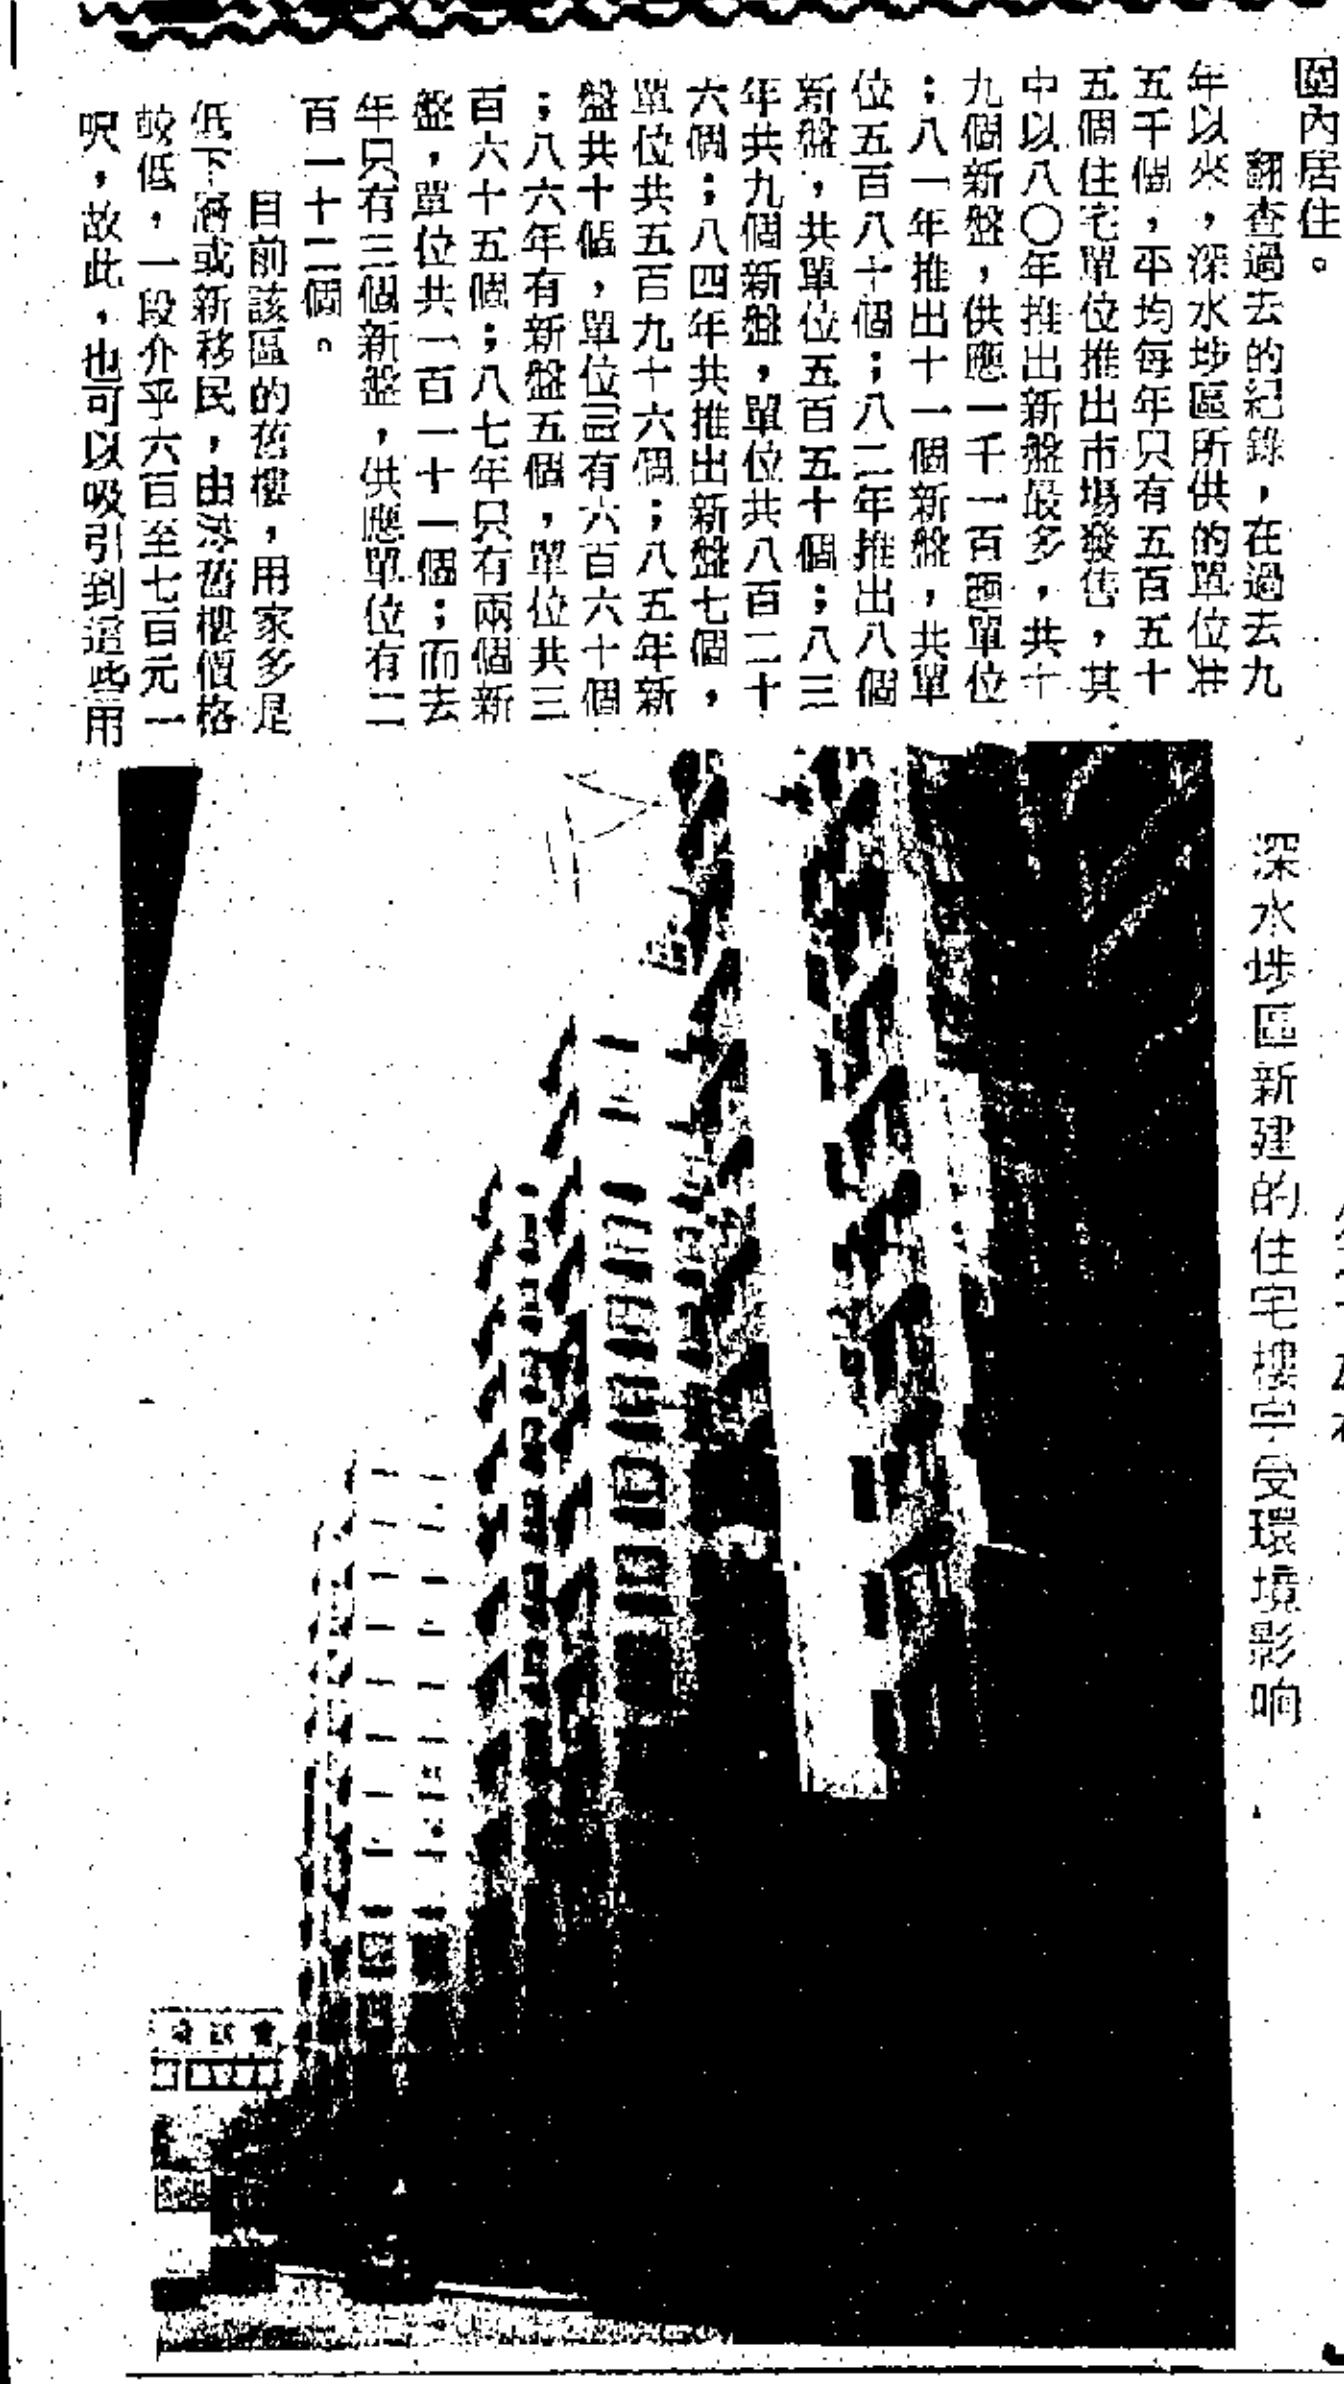 圍內居住。
翻查過去的紀錄，在過去九
年以來，深水埗區所供的單位
五千個，平均每年只有五百五十
五個住宅單位推出市場發售，其
中以八〇年推出新盤最多，共十
九個新盤，供應一千一百單位
；八一年推出十一個新盤，共單
位五百八十個；八二年推出八個
新盤，共單位五百五十個；八三
年共九個新盤，單位共八百二十
六個；八四年共推出新盤七個，
單位共五百九十六個；八五年新
盤共十個，單位有六百六十個
；八六年有新盤五個，單位共三
百六十五個；八七年只有兩個新
盤，單位共一百一十一個；而去
年只有三個新盤，供應單位有二
百一十二個。
目前該區的舊樓，用家多是
低下層或新移民，由於舊樓價格
較低，一段介乎六百至七百元一
呎，故此，也可以吸引到這些用
深水埗區新建的住宅樓宇受環境影响